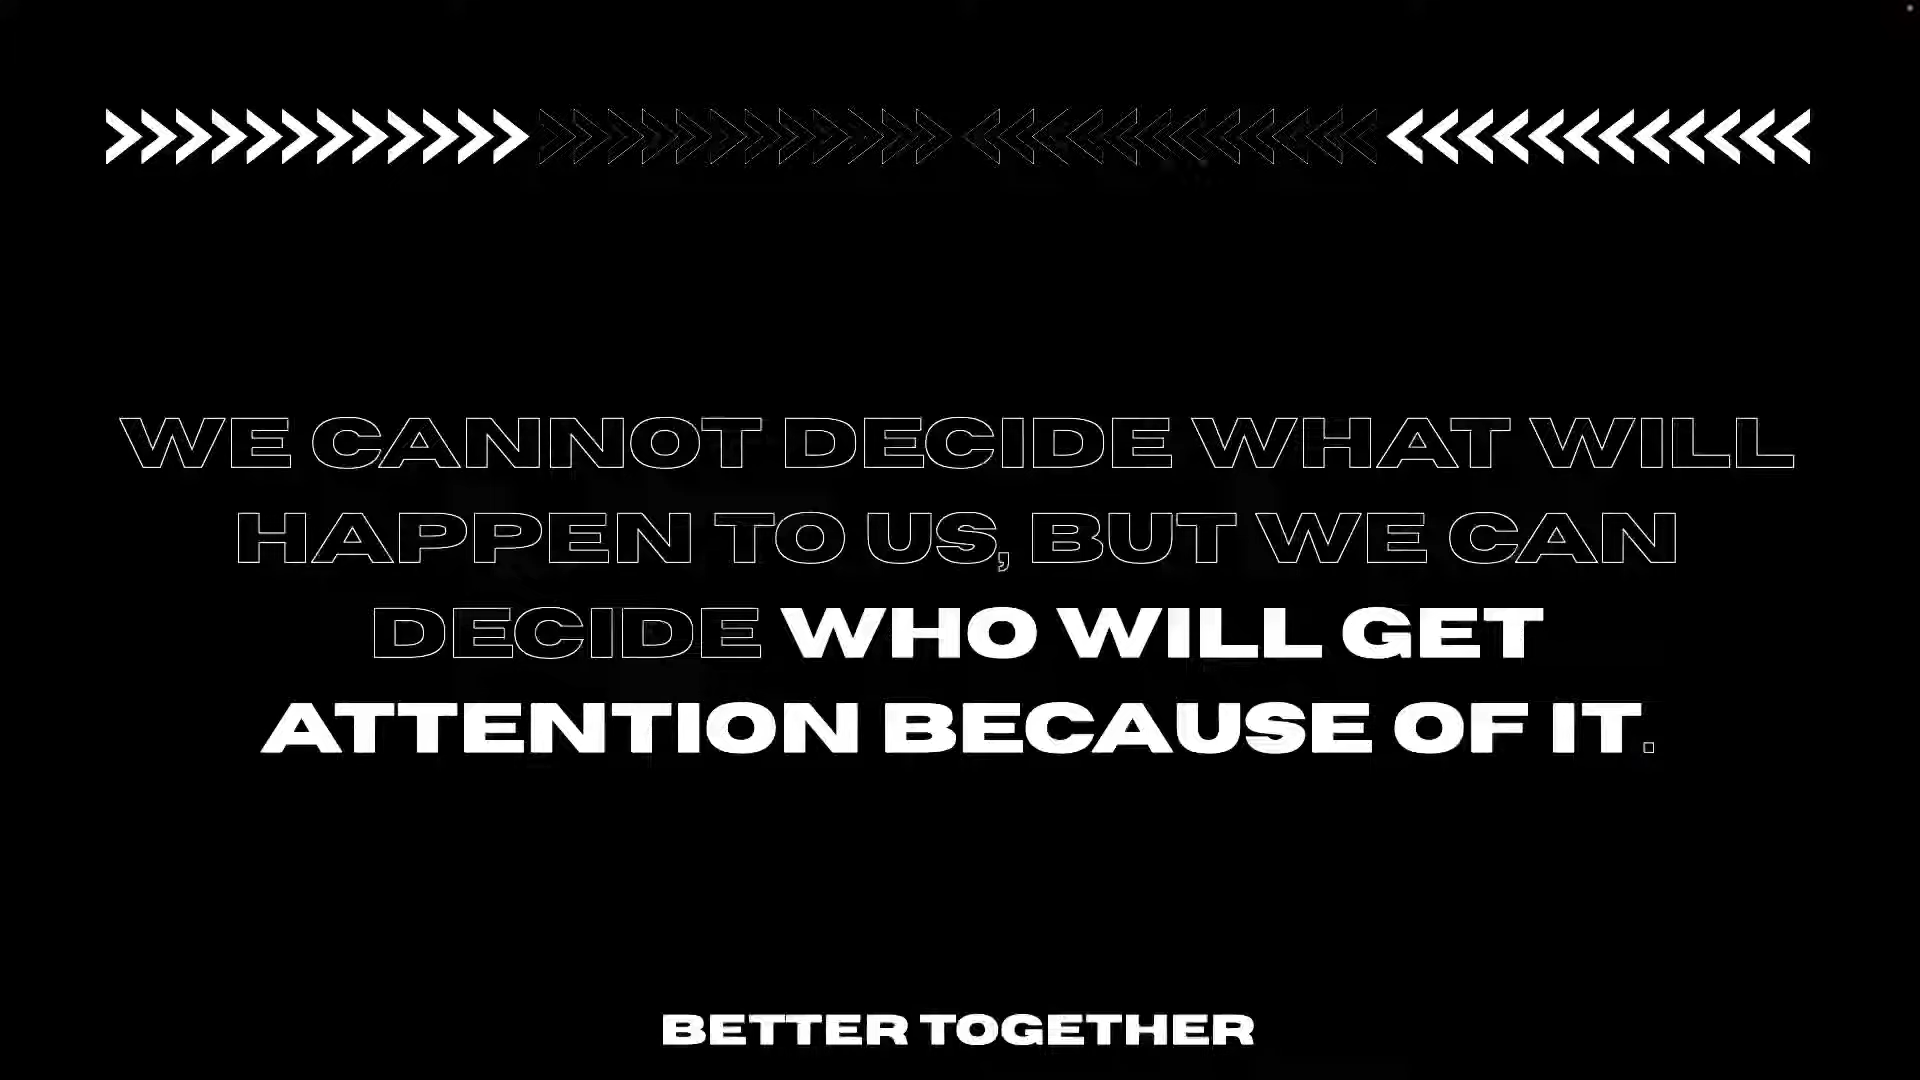 WE CANNOT DECIDE WHAT WILL
HAPPEN TO US, BUT WE CAN
DECIDE WHO WILL GET
ATTENTION BECAUSE OF IT.
BETTER TOGETHER